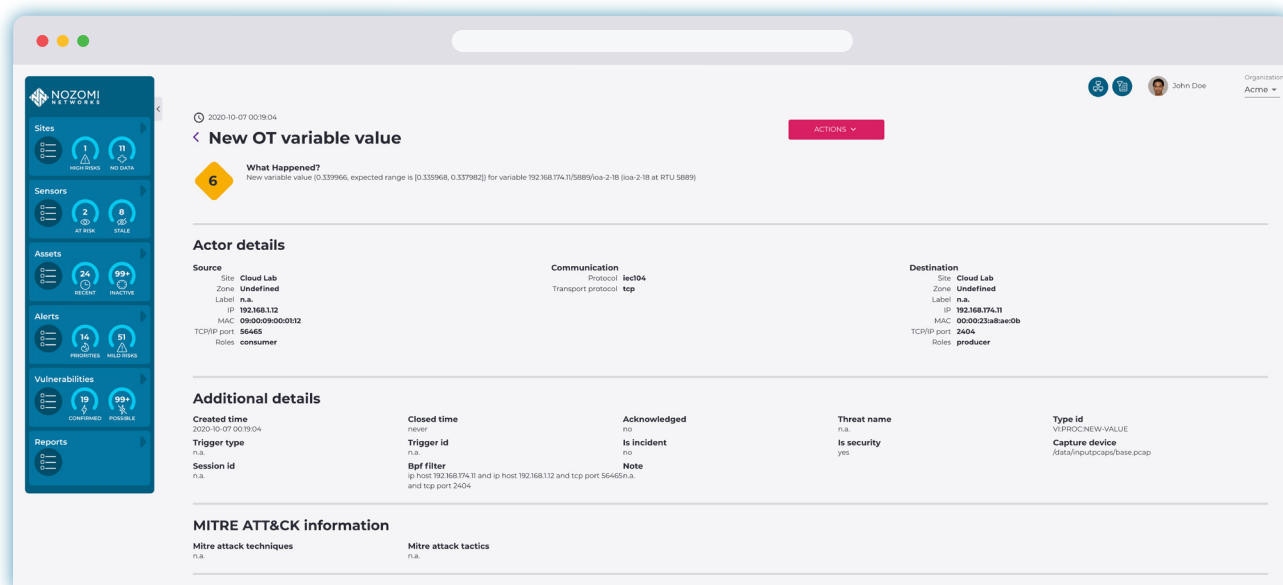 NOZOMI
NETWORKS
Sites
1
HIGH RISKS
11
NO DATA
Sensors
2
AT RISK
8
STALE
Assets
24
RECENT
99+
INACTIVE
Alerts
14
PRIORITIES
51
MILD RISKS
Vulnerabilities
19
CONFIRMED
99+
POSSIBLE
Reports
John Doe
Organization
Acme
2020-10-07 00:19:04
New OT variable value
ACTIONS
6
What Happened?
New variable value (0.339966, expected range is [0.335968, 0.337982]) for variable 192.168.174.11/5889/ioa-2-18 (ioa-2-18 at RTU 5889)
Actor details
Source
Site Cloud Lab
Zone Undefined
Label n.a.
IP 192.168.1.12
MAC 09:00:09:00:01:12
TCP/IP port 56465
Roles consumer
Communication
Protocol iec104
Transport protocol tcp
Destination
Site Cloud Lab
Zone Undefined
Label n.a.
IP 192.168.174.11
MAC 00:00:23:a8:ae:0b
TCP/IP port 2404
Roles producer
Additional details
Created time
2020-10-07 00:19:04
Closed time
never
Acknowledged
no
Threat name
n.a.
Type id
VI:PROC:NEW-VALUE
Trigger type
n.a.
Trigger id
n.a.
Is incident
no
Is security
yes
Capture device
/data/inputpcaps/base.pcap
Session id
n.a.
Bpf filter
ip host 192.168.174.11 and ip host 192.168.1.12 and tcp port 56465
and tcp port 2404
Note
n.a.
MITRE ATT&CK information
Mitre attack techniques
n.a.
Mitre attack tactics
n.a.